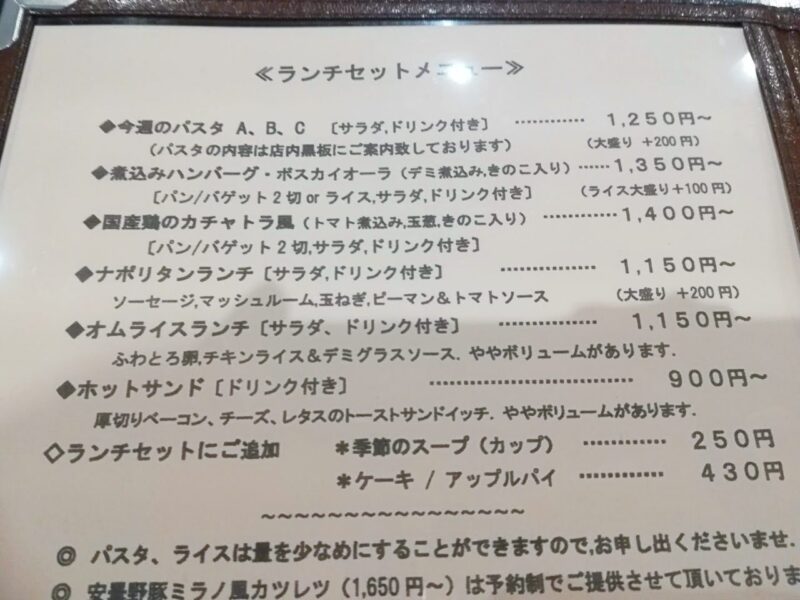 ≪ランチセットメニュー≫
◆今週のパスタ A、B、C [サラダ,ドリンク付き] ………… 1,250円～
(パスタの内容は店内黒板にご案内致しております) (大盛り +200円)
◆煮込みハンバーグ・ボスカイオーラ (デミ煮込み,きのこ入り) ……1,350円～
[パン/バゲット2切 or ライス,サラダ,ドリンク付き] (ライス大盛り+100円)
◆国産鶏のカチャトラ風 (トマト煮込み,玉葱,きのこ入り) …………1,400円～
[パン/バゲット2切,サラダ,ドリンク付き]
◆ナポリタンランチ [サラダ,ドリンク付き] …………… 1,150円～
ソーセージ,マッシュルーム,玉ねぎ,ピーマン＆トマトソース (大盛り +200円)
◆オムライスランチ [サラダ、ドリンク付き] …………… 1,150円～
ふわとろ卵,チキンライス＆デミグラスソース. ややボリュームがあります.
◆ホットサンド [ドリンク付き] ………………………… 900円～
厚切りベーコン、チーズ、レタスのトーストサンドイッチ. ややボリュームがあります.
◇ランチセットにご追加 ＊季節のスープ (カップ) ………… 250円
＊ケーキ / アップルパイ ………… 430円
～～～～～～～～～～～～～～～～
◎ パスタ、ライスは量を少なめにすることができますので,お申し出くださいませ.
◎ 安曇野豚ミラノ風カツレツ (1,650円～) は予約制でご提供させて頂いておりま